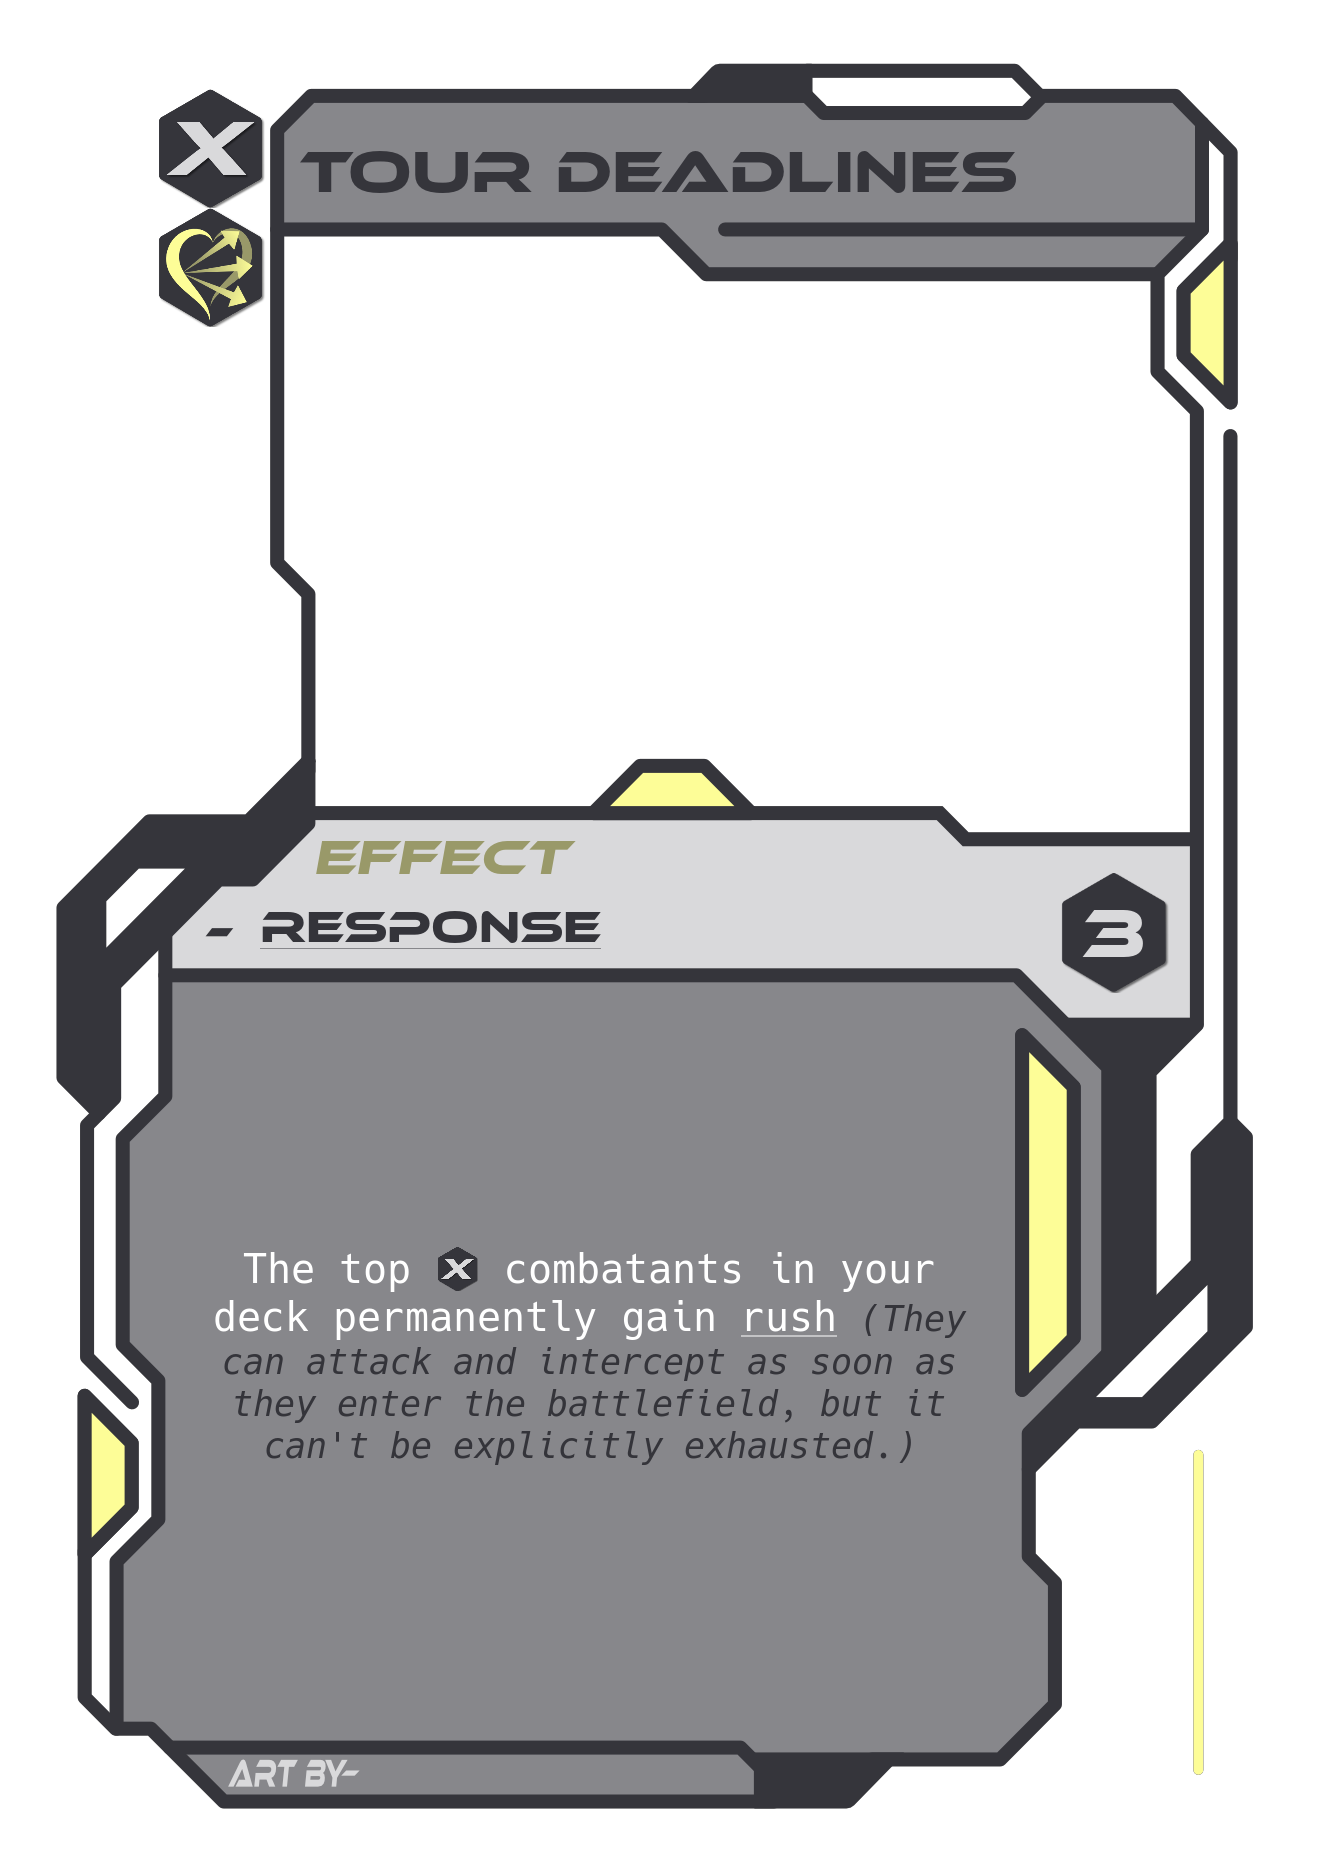 X
TOUR DEADLINES
EFFECT
- RESPONSE
3
The top X combatants in your
deck permanently gain rush (They
can attack and intercept as soon as
they enter the battlefield, but it
can't be explicitly exhausted.)
ART BY-